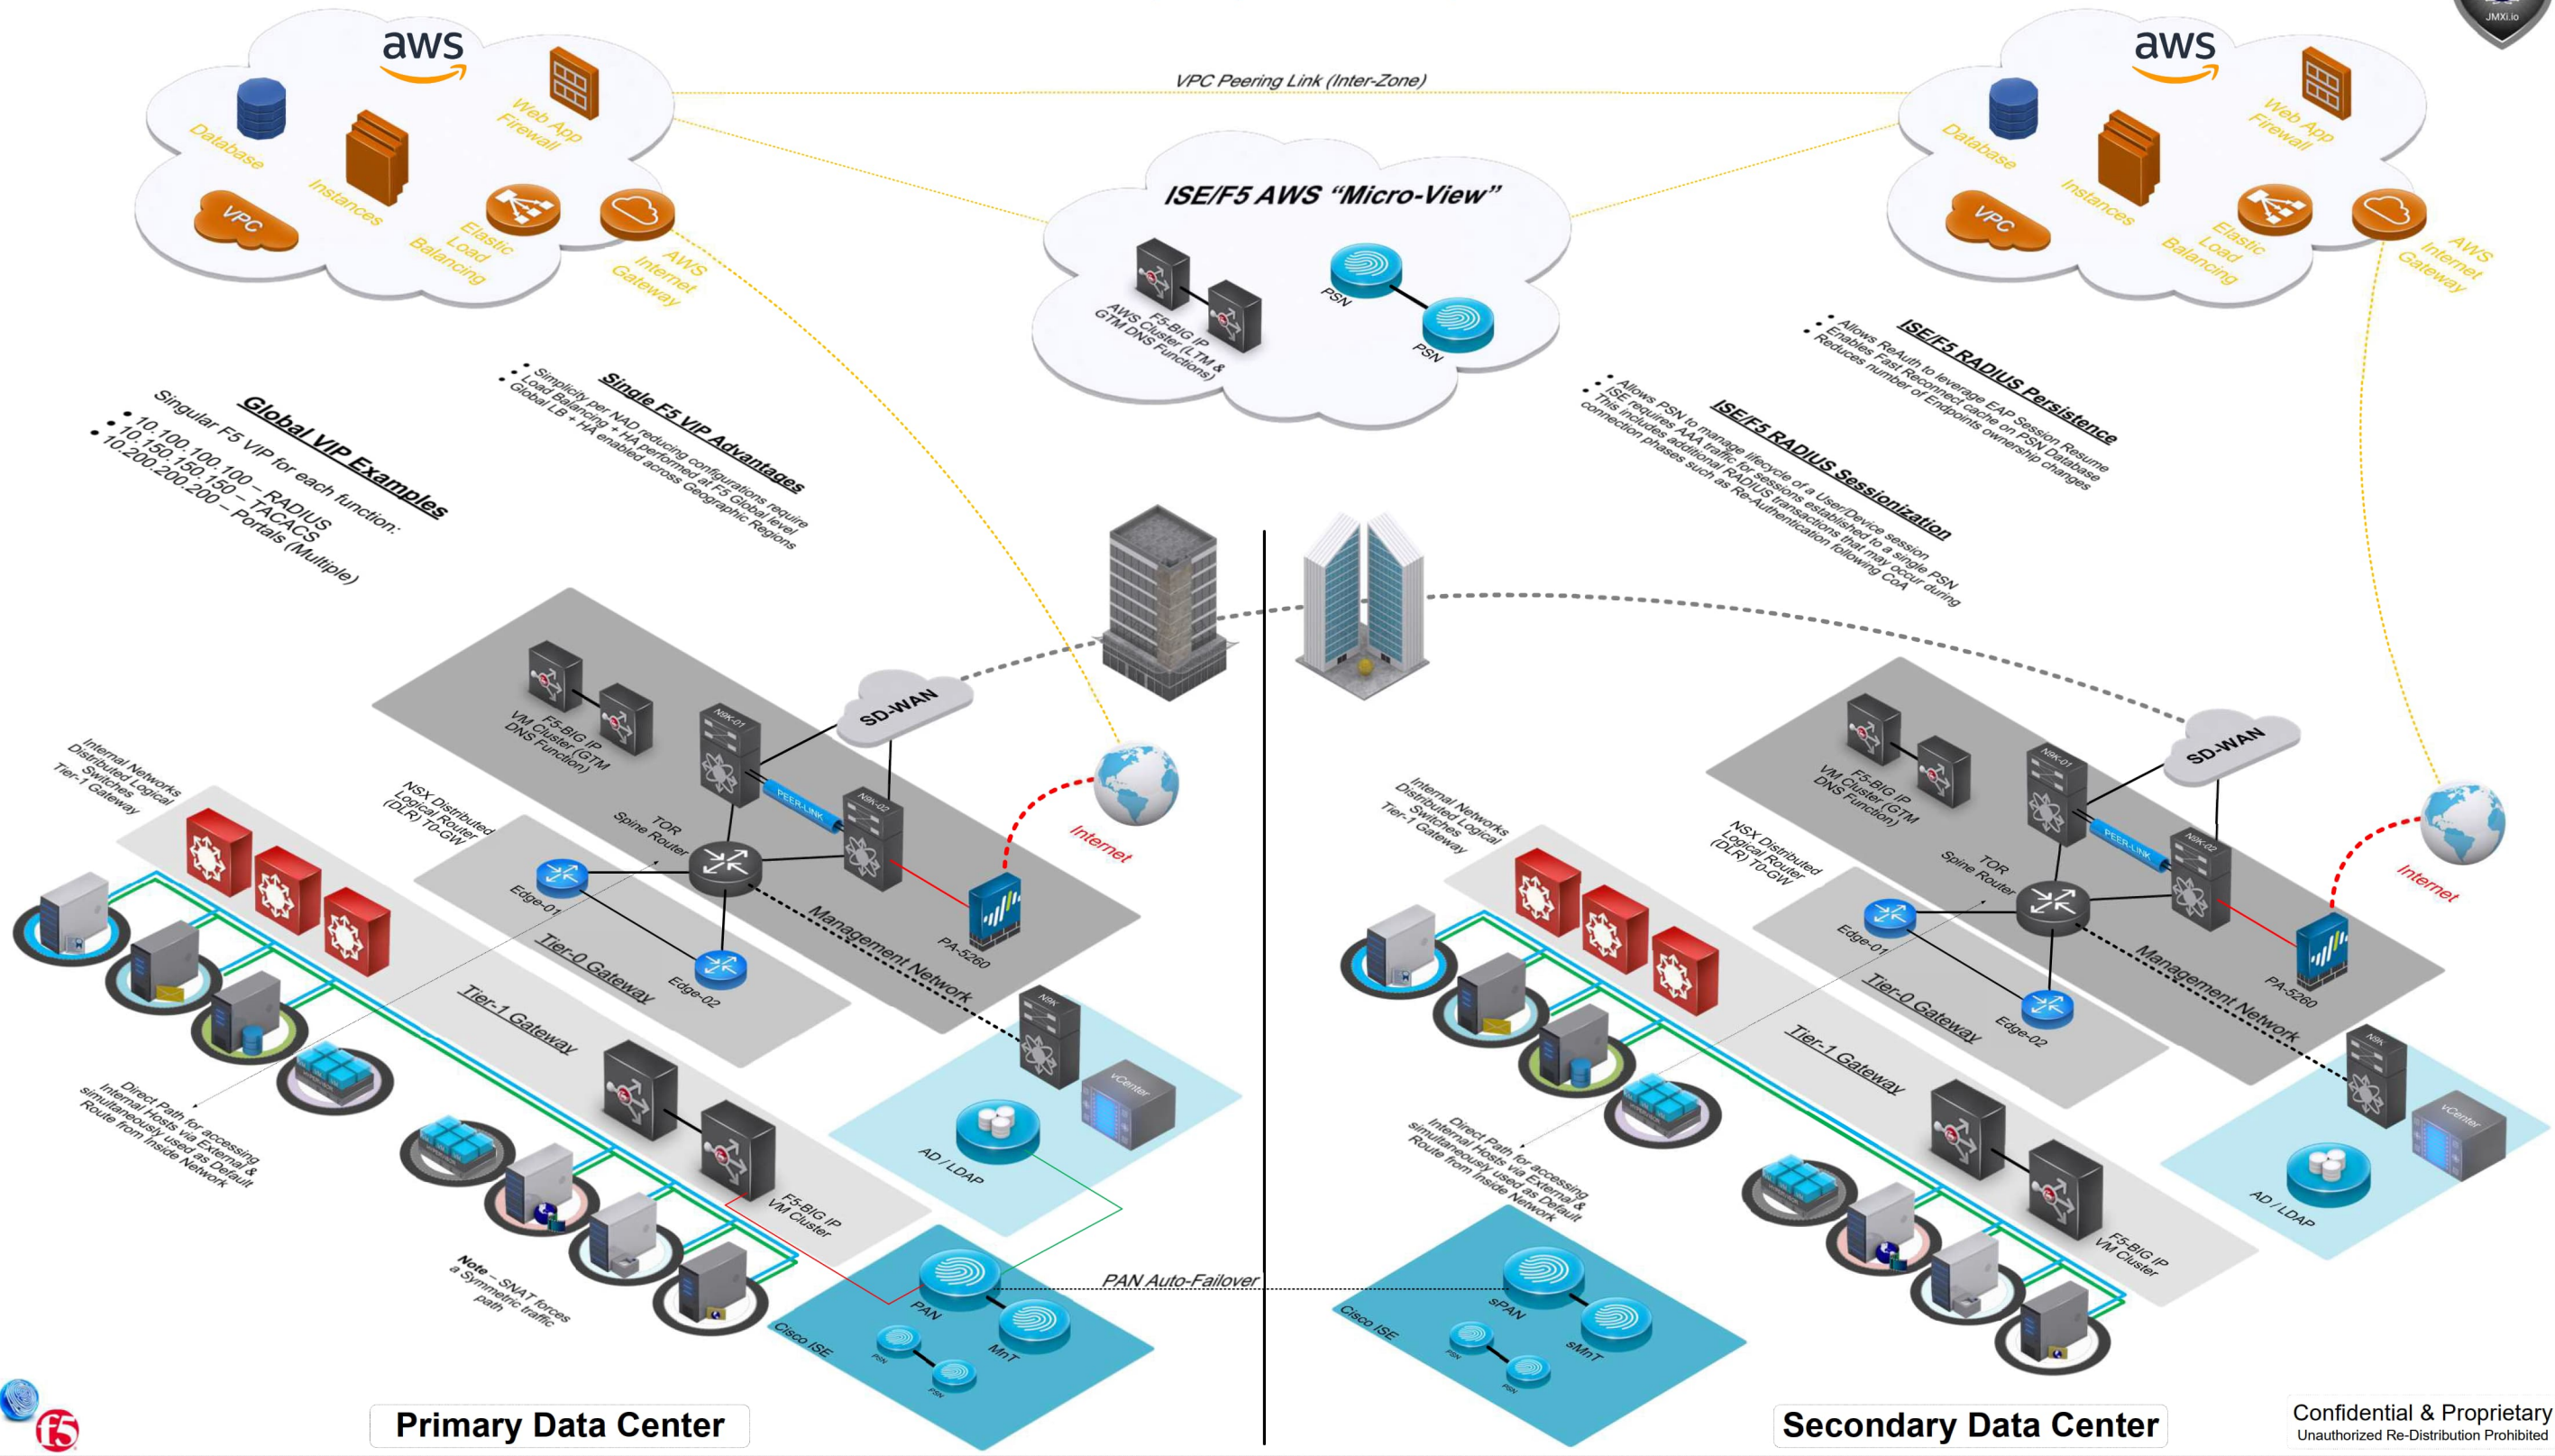 JMXi.io
aws
Database
Instances
Web App
Firewall
VPC
Elastic
Load
Balancing
AWS
Internet
Gateway
VPC Peering Link (Inter-Zone)
ISE/F5 AWS “Micro-View”
F5-BIG IP
AWS Cluster (LTM &
GTM DNS Functions)
PSN
PSN
aws
Database
Instances
Web App
Firewall
VPC
Elastic
Load
Balancing
AWS
Internet
Gateway
Global VIP Examples
Singular F5 VIP for each function:
• 10.100.100.100 – RADIUS
• 10.150.150.150 – TACACS
• 10.200.200.200 – Portals (Multiple)
Single F5 VIP Advantages
• Simplicity per NAD reducing configurations require
• Load Balancing + HA performed at F5 Global level
• Global LB + HA enabled across Geographic Regions
ISE/F5 RADIUS Persistence
• Allows ReAuth to leverage EAP Session Resume
• Enables Fast Reconnect cache on PSN Database
• Reduces number of Endpoints ownership changes
ISE/F5 RADIUS Sessionization
• Allows PSN to manage lifecycle of a User/Device session
• ISE requires AAA traffic for sessions established to a single PSN
• This includes additional RADIUS transactions that may occur during
connection phases such as Re-Authentication following CoA
F5-BIG IP
VM Cluster (GTM
DNS Function)
N9K-01
PEER-LINK
N9K-02
SD-WAN
Internet
PA-5260
TOR
Spine Router
Management Network
Internal Networks
Distributed Logical
Switches
Tier-1 Gateway
NSX Distributed
Logical Router
(DLR) T0-GW
Edge-01
Edge-02
Tier-0 Gateway
Tier-1 Gateway
N9K
vCenter
AD / LDAP
Direct Path for accessing
Internal Hosts via External &
simultaneously used as Default
Route from Inside Network
F5-BIG IP
VM Cluster
Note – SNAT forces
a Symmetric traffic
path
PAN
MnT
PSN
PSN
Cisco ISE
PAN Auto-Failover
F5-BIG IP
VM Cluster (GTM
DNS Function)
N9K-01
PEER-LINK
N9K-02
SD-WAN
Internet
PA-5260
TOR
Spine Router
Management Network
Internal Networks
Distributed Logical
Switches
Tier-1 Gateway
NSX Distributed
Logical Router
(DLR) T0-GW
Edge-01
Edge-02
Tier-0 Gateway
Tier-1 Gateway
N9K
vCenter
AD / LDAP
Direct Path for accessing
Internal Hosts via External &
simultaneously used as Default
Route from Inside Network
F5-BIG IP
VM Cluster
sPAN
sMnT
PSN
PSN
Cisco ISE
f5
Primary Data Center
Secondary Data Center
Confidential & Proprietary
Unauthorized Re-Distribution Prohibited